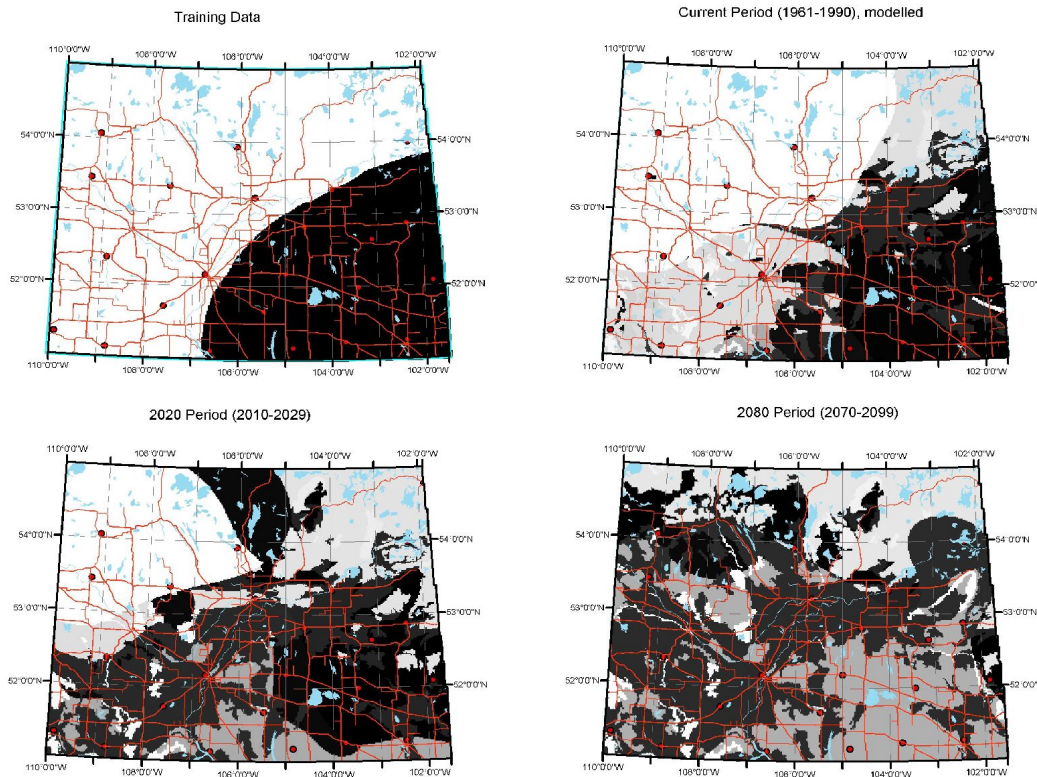 Training Data
110°0'0"W
108°0'0"W
106°0'0"W
104°0'0"W
102°0'0"W
54°0'0"N
54°0'0"N
53°0'0"N
53°0'0"N
52°0'0"N
52°0'0"N
110°0'0"W
108°0'0"W
106°0'0"W
104°0'0"W
102°0'0"W
Current Period (1961-1990), modelled
110°0'0"W
108°0'0"W
106°0'0"W
104°0'0"W
102°0'0"W
54°0'0"N
54°0'0"N
53°0'0"N
53°0'0"N
52°0'0"N
52°0'0"N
110°0'0"W
108°0'0"W
106°0'0"W
104°0'0"W
102°0'0"W
2020 Period (2010-2029)
110°0'0"W
108°0'0"W
106°0'0"W
104°0'0"W
102°0'0"W
54°0'0"N
54°0'0"N
53°0'0"N
53°0'0"N
52°0'0"N
52°0'0"N
110°0'0"W
108°0'0"W
106°0'0"W
104°0'0"W
102°0'0"W
2080 Period (2070-2099)
110°0'0"W
108°0'0"W
106°0'0"W
104°0'0"W
102°0'0"W
54°0'0"N
54°0'0"N
53°0'0"N
53°0'0"N
52°0'0"N
52°0'0"N
110°0'0"W
108°0'0"W
106°0'0"W
104°0'0"W
102°0'0"W